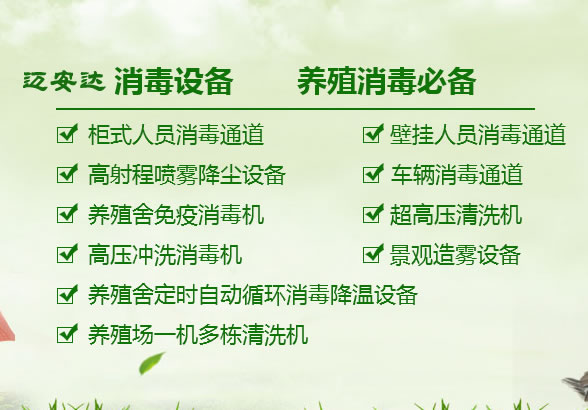 迈安达 消毒设备 养殖消毒必备
柜式人员消毒通道 壁挂人员消毒通道
高射程喷雾降尘设备 车辆消毒通道
养殖舍免疫消毒机 超高压清洗机
高压冲洗消毒机 景观造雾设备
养殖舍定时自动循环消毒降温设备
养殖场一机多栋清洗机